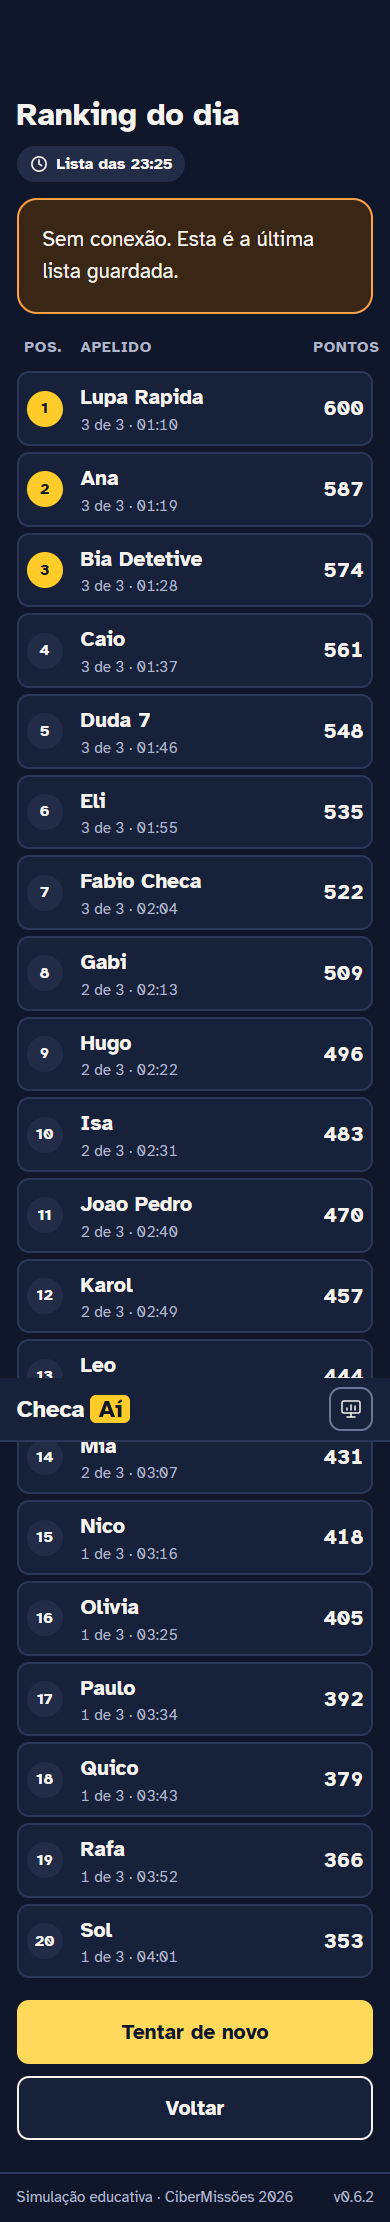 Ranking do dia
Lista das 23:25
Sem conexão. Esta é a última
lista guardada.
POS. APELIDO PONTOS
1 Lupa Rapida 600
3 de 3 · 01:10
2 Ana 587
3 de 3 · 01:19
3 Bia Detetive 574
3 de 3 · 01:28
4 Caio 561
3 de 3 · 01:37
5 Duda 7 548
3 de 3 · 01:46
6 Eli 535
3 de 3 · 01:55
7 Fabio Checa 522
3 de 3 · 02:04
8 Gabi 509
2 de 3 · 02:13
9 Hugo 496
2 de 3 · 02:22
10 Isa 483
2 de 3 · 02:31
11 Joao Pedro 470
2 de 3 · 02:40
12 Karol 457
2 de 3 · 02:49
13 Leo 444
Checa Aí
14 Mia 431
2 de 3 · 03:07
15 Nico 418
1 de 3 · 03:16
16 Olivia 405
1 de 3 · 03:25
17 Paulo 392
1 de 3 · 03:34
18 Quico 379
1 de 3 · 03:43
19 Rafa 366
1 de 3 · 03:52
20 Sol 353
1 de 3 · 04:01
Tentar de novo
Voltar
Simulação educativa · CiberMissões 2026 v0.6.2